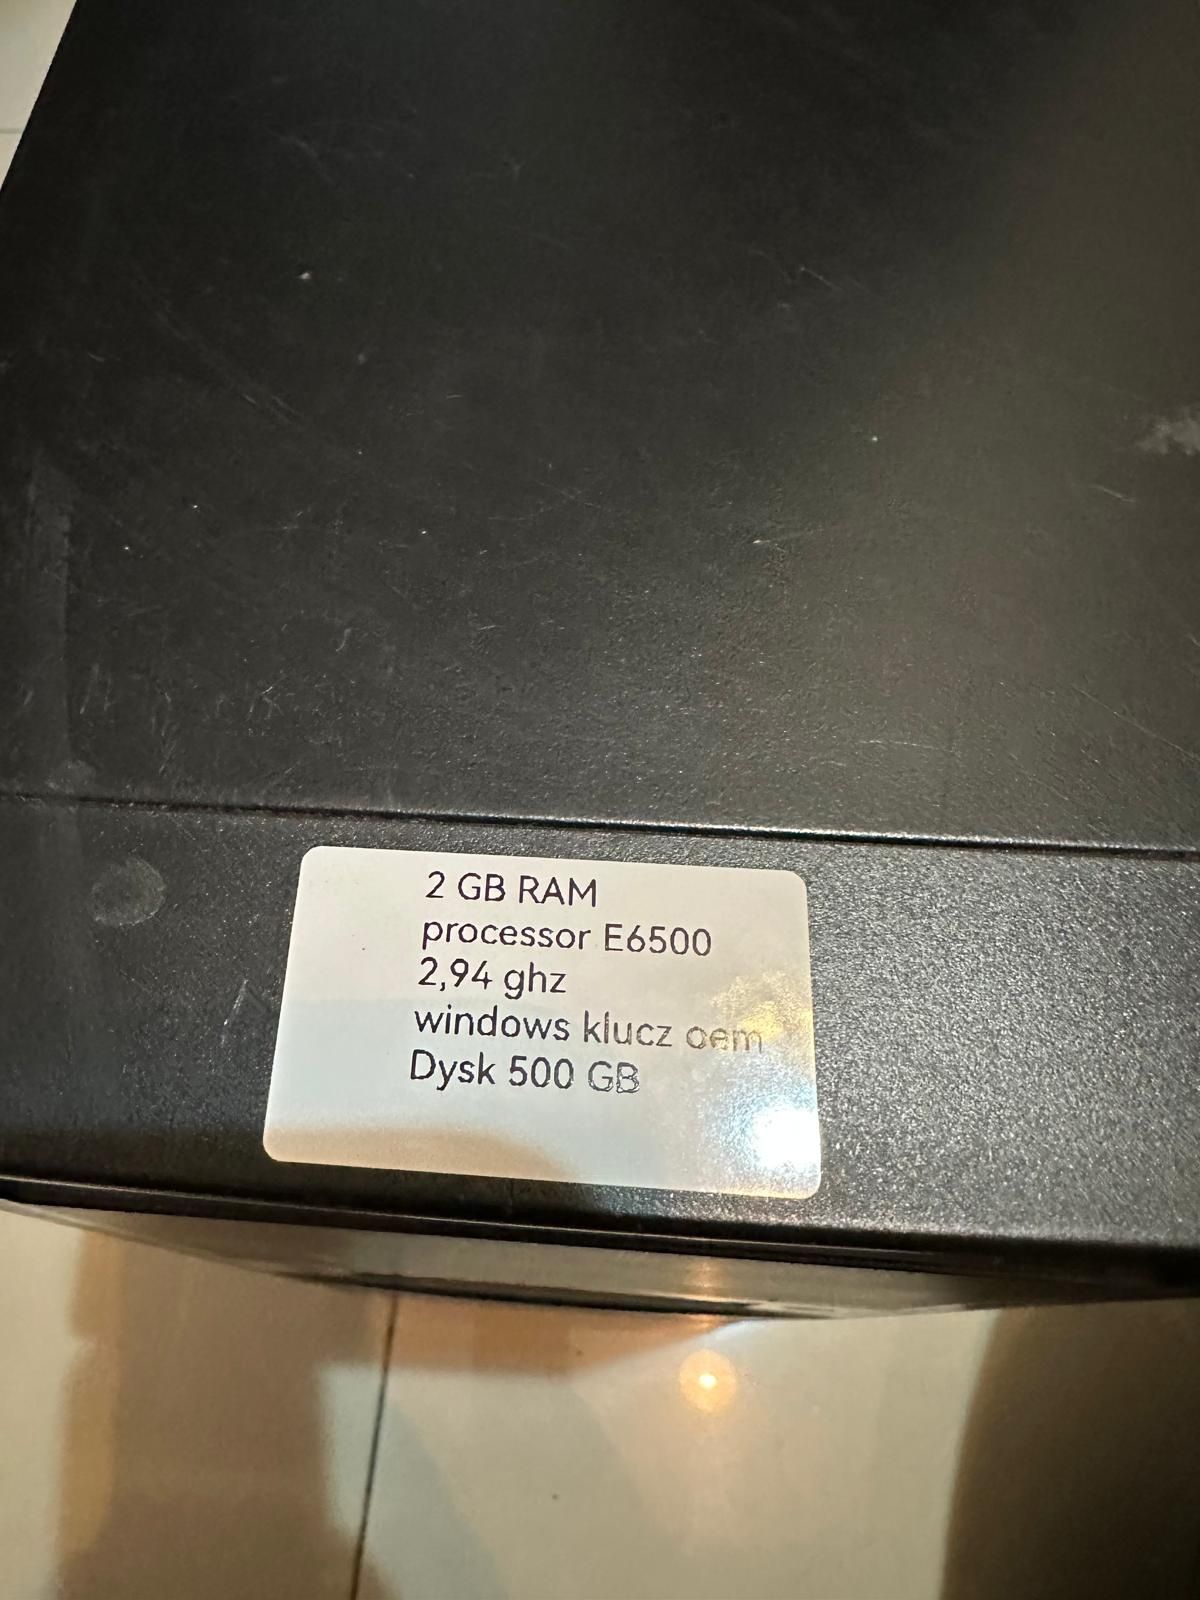 2 GB RAM
processor E6500
2,94 ghz
windows klucz oem
Dysk 500 GB